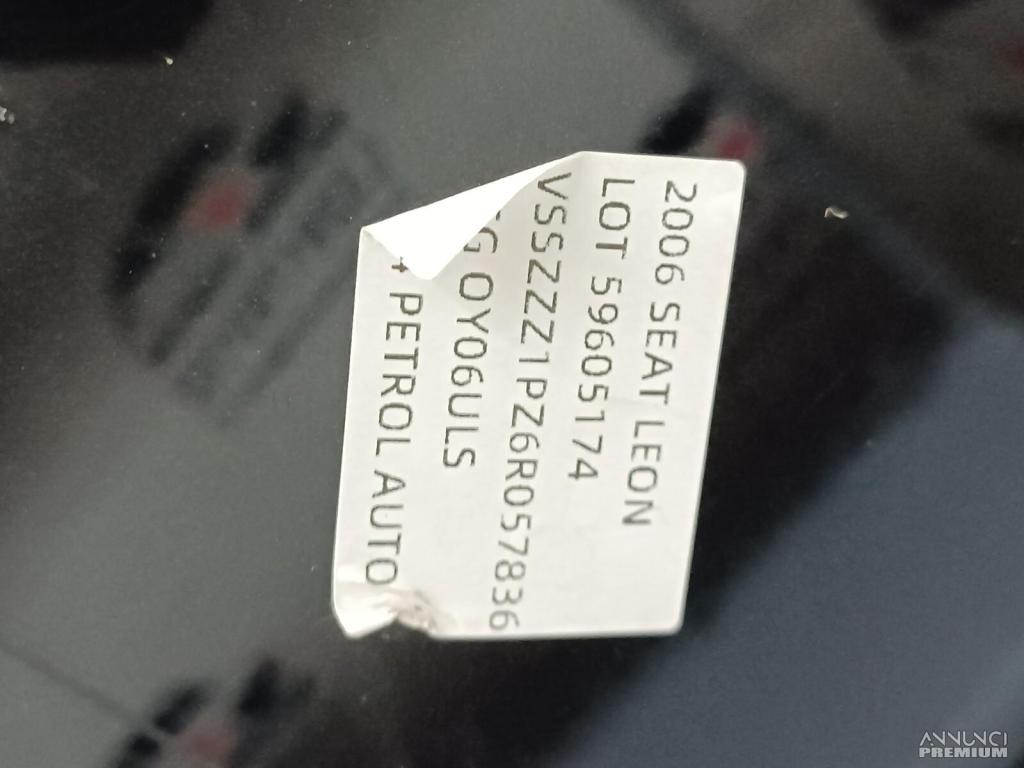 2006 SEAT LEON
LOT 59605174
VSSZZZ1PZ6R057836
OY06ULS
PETROL AUTO
ANNUNCI
PREMIUM